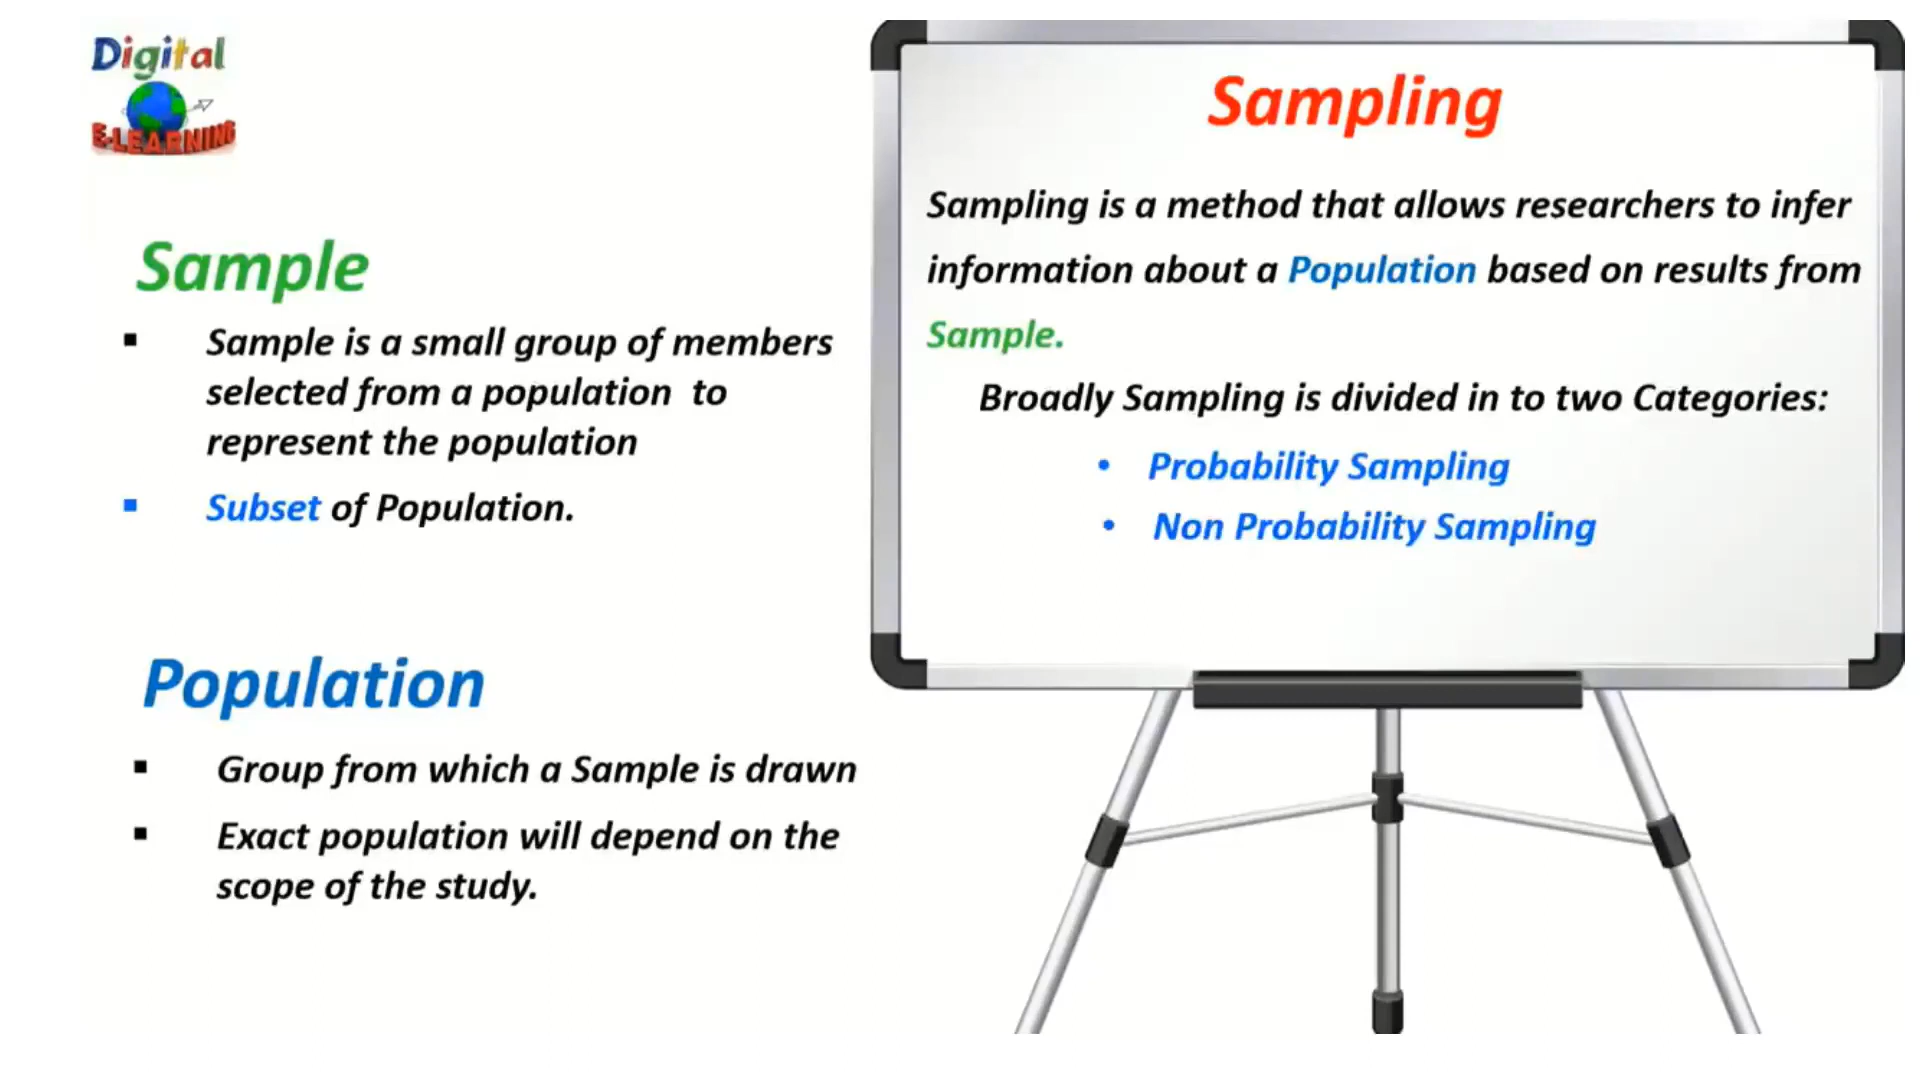 Digital
E-LEARNING
Sample
▪ Sample is a small group of members
selected from a population to
represent the population
▪ Subset of Population.
Population
▪ Group from which a Sample is drawn
▪ Exact population will depend on the
scope of the study.
Sampling
Sampling is a method that allows researchers to infer
information about a Population based on results from
Sample.
Broadly Sampling is divided in to two Categories:
• Probability Sampling
• Non Probability Sampling